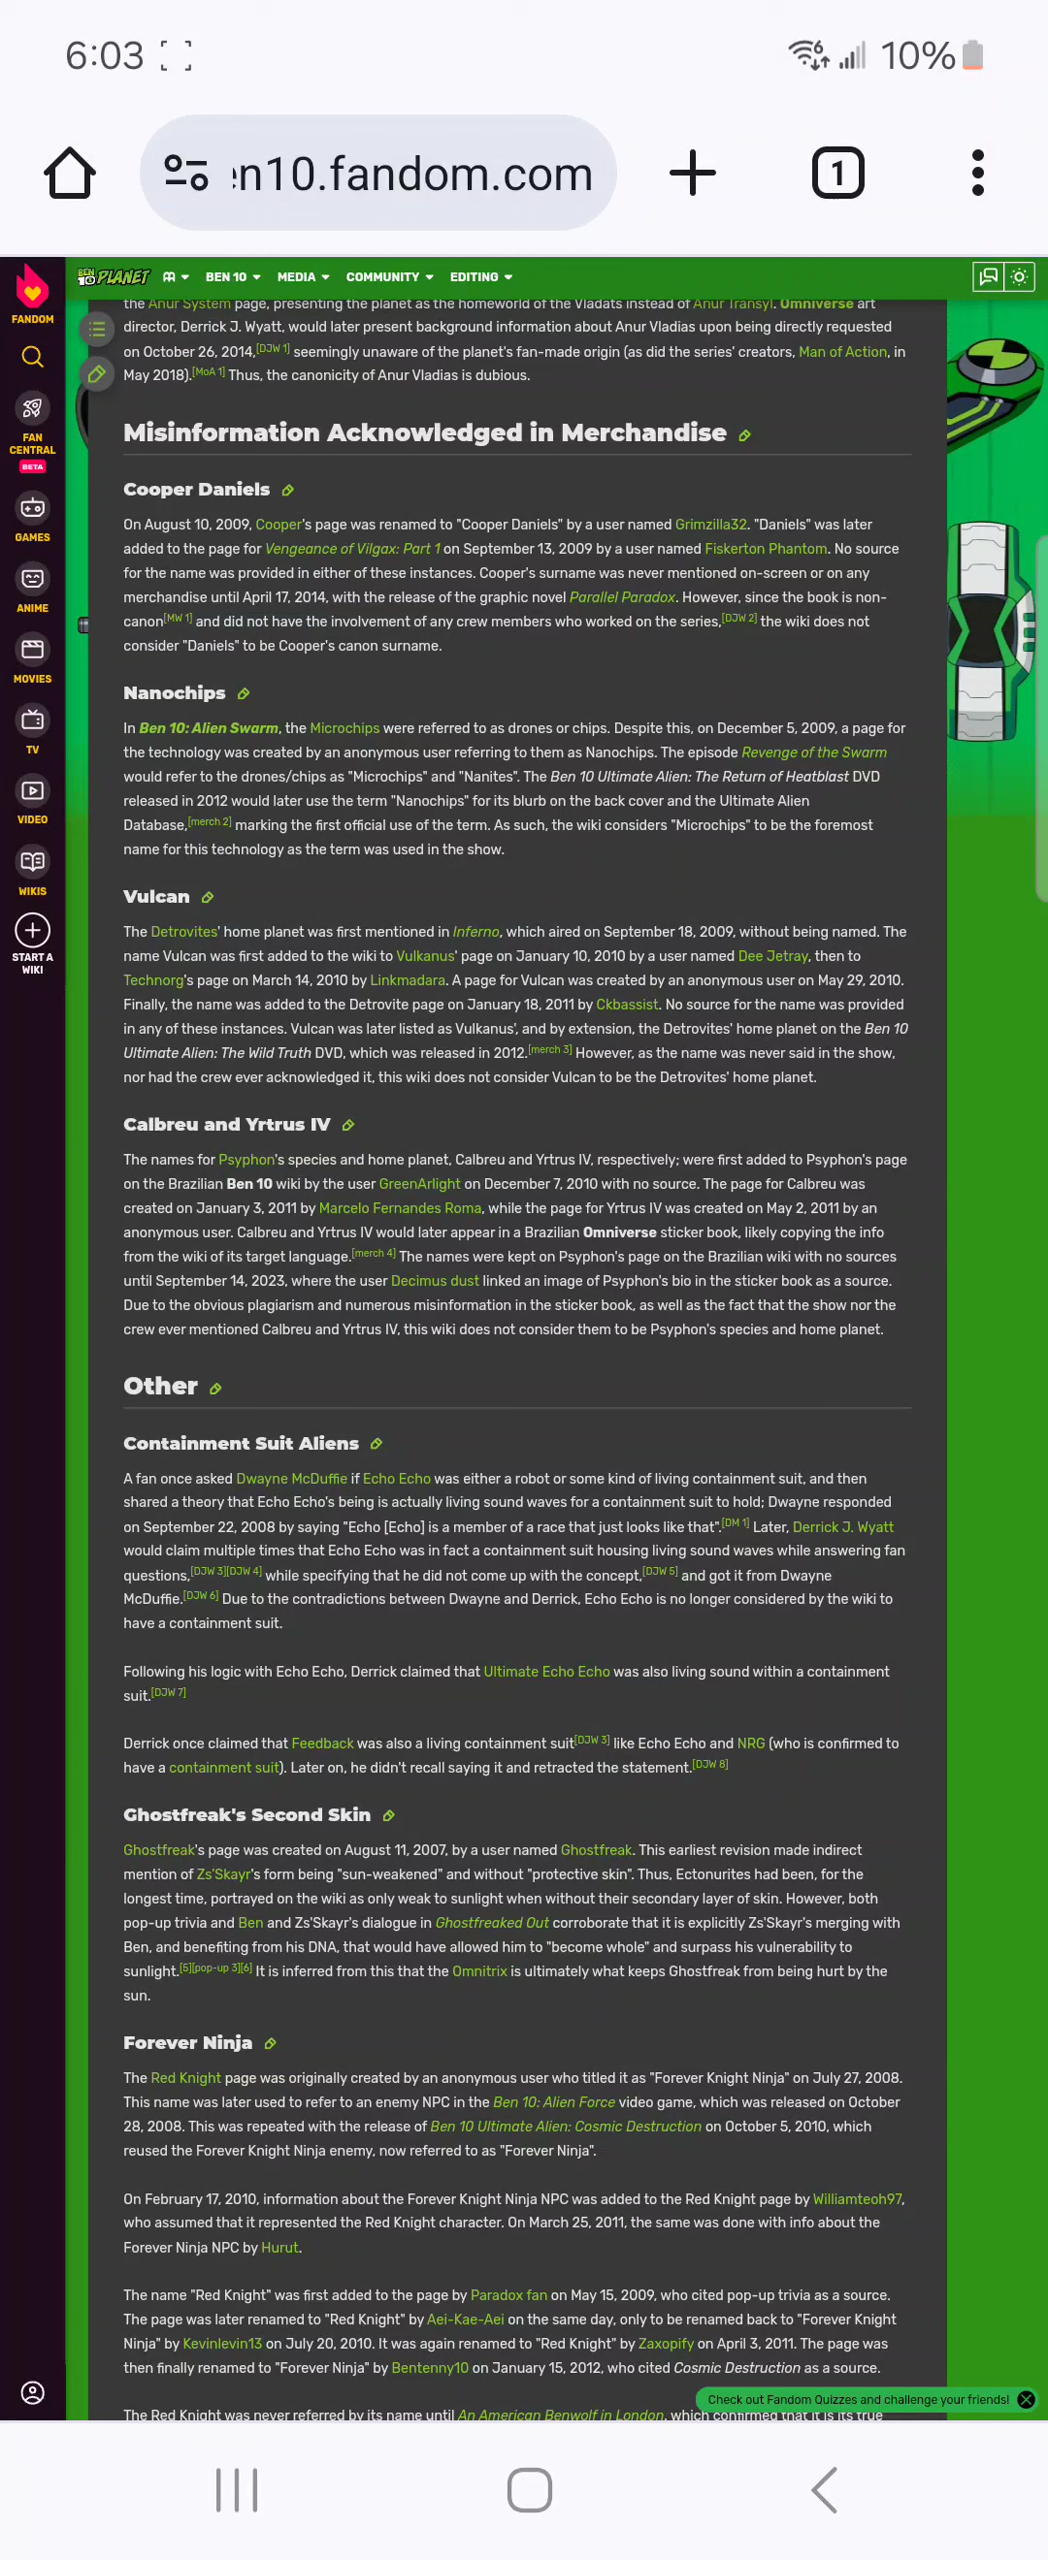 6:03
6
10%
en10.fandom.com
1
BEN 10 PLANET
BEN 10
MEDIA
COMMUNITY
EDITING
FANDOM
FAN CENTRAL
BETA
GAMES
ANIME
MOVIES
TV
VIDEO
WIKIS
START A WIKI
the Anur System page, presenting the planet as the homeworld of the Vladats instead of Anur Transyl. Omniverse art
director, Derrick J. Wyatt, would later present background information about Anur Vladias upon being directly requested
on October 26, 2014,[DJW 1] seemingly unaware of the planet's fan-made origin (as did the series' creators, Man of Action, in
May 2018).[MoA 1] Thus, the canonicity of Anur Vladias is dubious.
Misinformation Acknowledged in Merchandise
Cooper Daniels
On August 10, 2009, Cooper's page was renamed to "Cooper Daniels" by a user named Grimzilla32. "Daniels" was later
added to the page for Vengeance of Vilgax: Part 1 on September 13, 2009 by a user named Fiskerton Phantom. No source
for the name was provided in either of these instances. Cooper's surname was never mentioned on-screen or on any
merchandise until April 17, 2014, with the release of the graphic novel Parallel Paradox. However, since the book is non-
canon[MW 1] and did not have the involvement of any crew members who worked on the series,[DJW 2] the wiki does not
consider "Daniels" to be Cooper's canon surname.
Nanochips
In Ben 10: Alien Swarm, the Microchips were referred to as drones or chips. Despite this, on December 5, 2009, a page for
the technology was created by an anonymous user referring to them as Nanochips. The episode Revenge of the Swarm
would refer to the drones/chips as "Microchips" and "Nanites". The Ben 10 Ultimate Alien: The Return of Heatblast DVD
released in 2012 would later use the term "Nanochips" for its blurb on the back cover and the Ultimate Alien
Database,[merch 2] marking the first official use of the term. As such, the wiki considers "Microchips" to be the foremost
name for this technology as the term was used in the show.
Vulcan
The Detrovites' home planet was first mentioned in Inferno, which aired on September 18, 2009, without being named. The
name Vulcan was first added to the wiki to Vulkanus' page on January 10, 2010 by a user named Dee Jetray, then to
Technorg's page on March 14, 2010 by Linkmadara. A page for Vulcan was created by an anonymous user on May 29, 2010.
Finally, the name was added to the Detrovite page on January 18, 2011 by Ckbassist. No source for the name was provided
in any of these instances. Vulcan was later listed as Vulkanus', and by extension, the Detrovites' home planet on the Ben 10
Ultimate Alien: The Wild Truth DVD, which was released in 2012.[merch 3] However, as the name was never said in the show,
nor had the crew ever acknowledged it, this wiki does not consider Vulcan to be the Detrovites' home planet.
Calbreu and Yrtrus IV
The names for Psyphon's species and home planet, Calbreu and Yrtrus IV, respectively; were first added to Psyphon's page
on the Brazilian Ben 10 wiki by the user GreenArlight on December 7, 2010 with no source. The page for Calbreu was
created on January 3, 2011 by Marcelo Fernandes Roma, while the page for Yrtrus IV was created on May 2, 2011 by an
anonymous user. Calbreu and Yrtrus IV would later appear in a Brazilian Omniverse sticker book, likely copying the info
from the wiki of its target language.[merch 4] The names were kept on Psyphon's page on the Brazilian wiki with no sources
until September 14, 2023, where the user Decimus dust linked an image of Psyphon's bio in the sticker book as a source.
Due to the obvious plagiarism and numerous misinformation in the sticker book, as well as the fact that the show nor the
crew ever mentioned Calbreu and Yrtrus IV, this wiki does not consider them to be Psyphon's species and home planet.
Other
Containment Suit Aliens
A fan once asked Dwayne McDuffie if Echo Echo was either a robot or some kind of living containment suit, and then
shared a theory that Echo Echo's being is actually living sound waves for a containment suit to hold; Dwayne responded
on September 22, 2008 by saying "Echo [Echo] is a member of a race that just looks like that".[DM 1] Later, Derrick J. Wyatt
would claim multiple times that Echo Echo was in fact a containment suit housing living sound waves while answering fan
questions,[DJW 3][DJW 4] while specifying that he did not come up with the concept,[DJW 5] and got it from Dwayne
McDuffie.[DJW 6] Due to the contradictions between Dwayne and Derrick, Echo Echo is no longer considered by the wiki to
have a containment suit.
Following his logic with Echo Echo, Derrick claimed that Ultimate Echo Echo was also living sound within a containment
suit.[DJW 7]
Derrick once claimed that Feedback was also a living containment suit[DJW 3] like Echo Echo and NRG (who is confirmed to
have a containment suit). Later on, he didn't recall saying it and retracted the statement.[DJW 8]
Ghostfreak's Second Skin
Ghostfreak's page was created on August 11, 2007, by a user named Ghostfreak. This earliest revision made indirect
mention of Zs'Skayr's form being "sun-weakened" and without "protective skin". Thus, Ectonurites had been, for the
longest time, portrayed on the wiki as only weak to sunlight when without their secondary layer of skin. However, both
pop-up trivia and Ben and Zs'Skayr's dialogue in Ghostfreaked Out corroborate that it is explicitly Zs'Skayr's merging with
Ben, and benefiting from his DNA, that would have allowed him to "become whole" and surpass his vulnerability to
sunlight.[5][pop-up 3][6] It is inferred from this that the Omnitrix is ultimately what keeps Ghostfreak from being hurt by the
sun.
Forever Ninja
The Red Knight page was originally created by an anonymous user who titled it as "Forever Knight Ninja" on July 27, 2008.
This name was later used to refer to an enemy NPC in the Ben 10: Alien Force video game, which was released on October
28, 2008. This was repeated with the release of Ben 10 Ultimate Alien: Cosmic Destruction on October 5, 2010, which
reused the Forever Knight Ninja enemy, now referred to as "Forever Ninja".
On February 17, 2010, information about the Forever Knight Ninja NPC was added to the Red Knight page by Williamteoh97,
who assumed that it represented the Red Knight character. On March 25, 2011, the same was done with info about the
Forever Ninja NPC by Hurut.
The name "Red Knight" was first added to the page by Paradox fan on May 15, 2009, who cited pop-up trivia as a source.
The page was later renamed to "Red Knight" by Aei-Kae-Aei on the same day, only to be renamed back to "Forever Knight
Ninja" by Kevinlevin13 on July 20, 2010. It was again renamed to "Red Knight" by Zaxopify on April 3, 2011. The page was
then finally renamed to "Forever Ninja" by Bentenny10 on January 15, 2012, who cited Cosmic Destruction as a source.
The Red Knight was never referred by its name until An American Benwolf in London, which confirmed that it is its true
Check out Fandom Quizzes and challenge your friends!